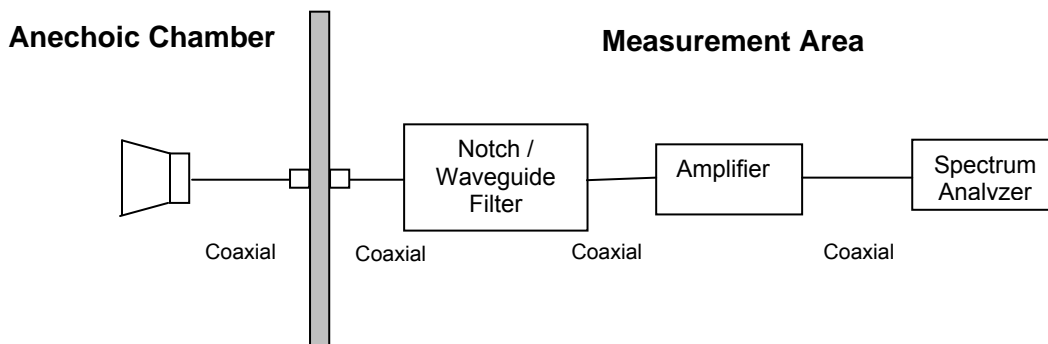 Anechoic Chamber
Measurement Area
Notch /
Waveguide
Filter
Amplifier
Spectrum
Analvzer
Coaxial
Coaxial
Coaxial
Coaxial